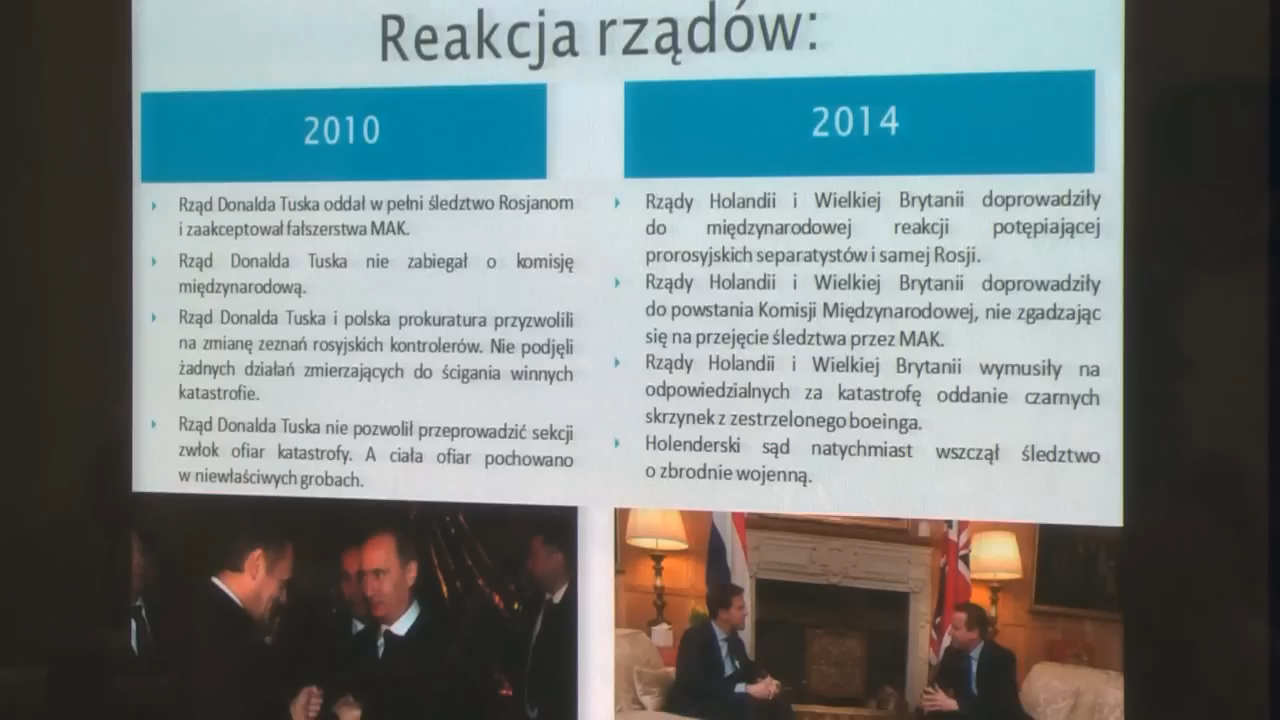 Reakcja rządów:
2010
Rząd Donalda Tuska oddał w pełni śledztwo Rosjanom
i zaakceptował fałszerstwa MAK.
Rząd Donalda Tuska nie zabiegał o komisję
międzynarodową.
Rząd Donalda Tuska i polska prokuratura przyzwolili
na zmianę zeznań rosyjskich kontrolerów. Nie podjęli
żadnych działań zmierzających do ścigania winnych
katastrofie.
Rząd Donalda Tuska nie pozwolił przeprowadzić sekcji
zwłok ofiar katastrofy. A ciała ofiar pochowano
w niewłaściwych grobach.
2014
Rządy Holandii i Wielkiej Brytanii doprowadziły
do międzynarodowej reakcji potępiającej
prorosyjskich separatystów i samej Rosji.
Rządy Holandii i Wielkiej Brytanii doprowadziły
do powstania Komisji Międzynarodowej, nie zgadzając
się na przejęcie śledztwa przez MAK.
Rządy Holandii i Wielkiej Brytanii wymusiły na
odpowiedzialnych za katastrofę oddanie czarnych
skrzynek z zestrzelonego boeinga.
Holenderski sąd natychmiast wszczął śledztwo
o zbrodnie wojenną.